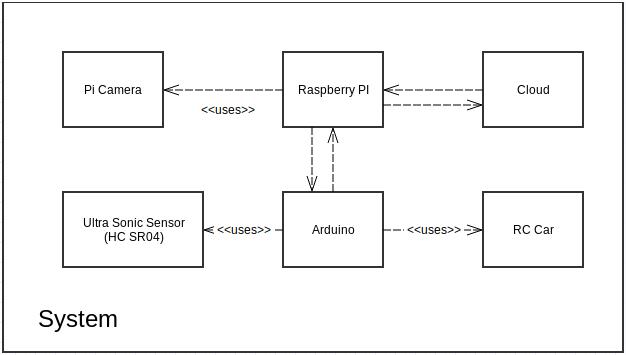 Pi Camera
Raspberry PI
Cloud
<<uses>>
Ultra Sonic Sensor
(HC SR04)
<<uses>>
Arduino
<<uses>>
RC Car
System